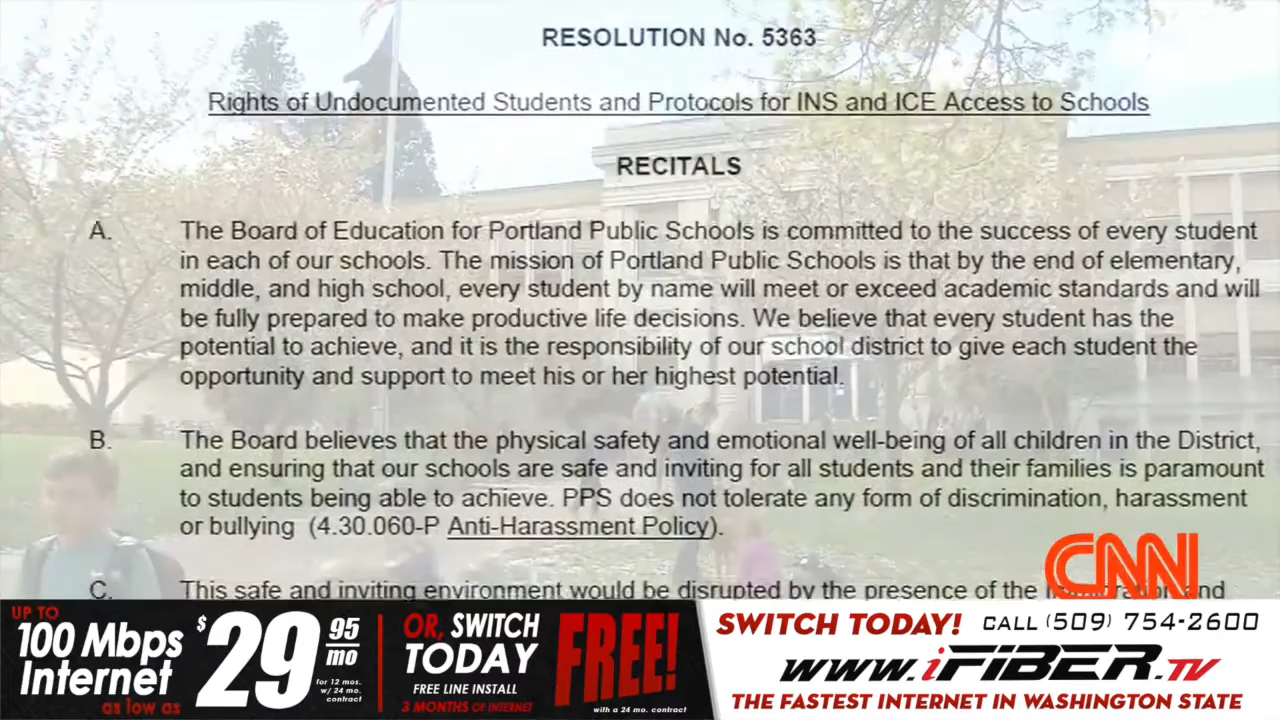 RESOLUTION No. 5363
Rights of Undocumented Students and Protocols for INS and ICE Access to Schools
RECITALS
A. The Board of Education for Portland Public Schools is committed to the success of every student
in each of our schools. The mission of Portland Public Schools is that by the end of elementary,
middle, and high school, every student by name will meet or exceed academic standards and will
be fully prepared to make productive life decisions. We believe that every student has the
potential to achieve, and it is the responsibility of our school district to give each student the
opportunity and support to meet his or her highest potential.
B. The Board believes that the physical safety and emotional well-being of all children in the District,
and ensuring that our schools are safe and inviting for all students and their families is paramount
to students being able to achieve. PPS does not tolerate any form of discrimination, harassment
or bullying (4.30.060-P Anti-Harassment Policy).
C. This safe and inviting environment would be disrupted by the presence of the and
CNN
UP TO
100 Mbps
Internet
as low as
$29 95
mo
for 12 mos.
w/ 24 mo.
contract
OR, SWITCH
TODAY
FREE LINE INSTALL
3 MONTHS OF INTERNET
FREE!
with a 24 mo. contract
SWITCH TODAY! CALL (509) 754-2600
www.iFIBER.TV
THE FASTEST INTERNET IN WASHINGTON STATE